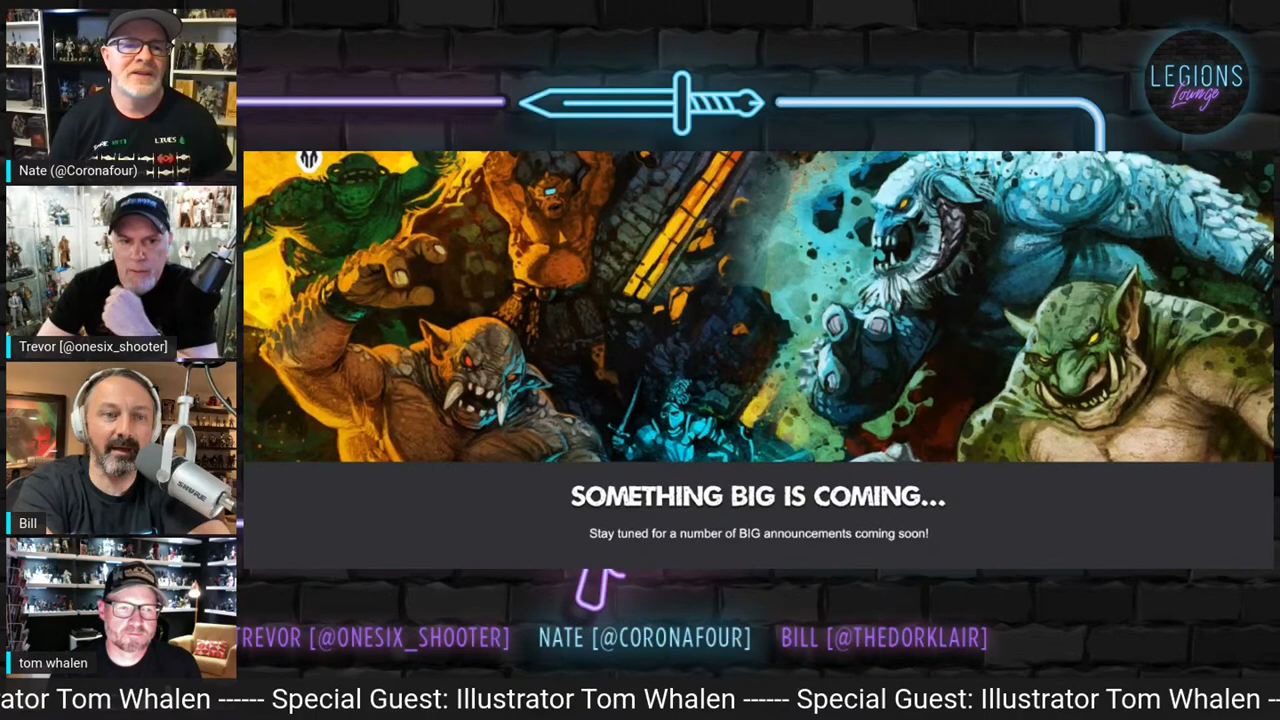 LEGIONS
Lounge
LIVES
Nate (@Coronafour)
Trevor [@onesix_shooter]
SHURE
Bill
tom whalen
SOMETHING BIG IS COMING...
Stay tuned for a number of BIG announcements coming soon!
TREVOR [@ONESIX_SHOOTER] NATE [@CORONAFOUR] BILL [@THEDORKLAIR]
ator Tom Whalen ------ Special Guest: Illustrator Tom Whalen ------ Special Guest: Illustrator Tom Whalen -